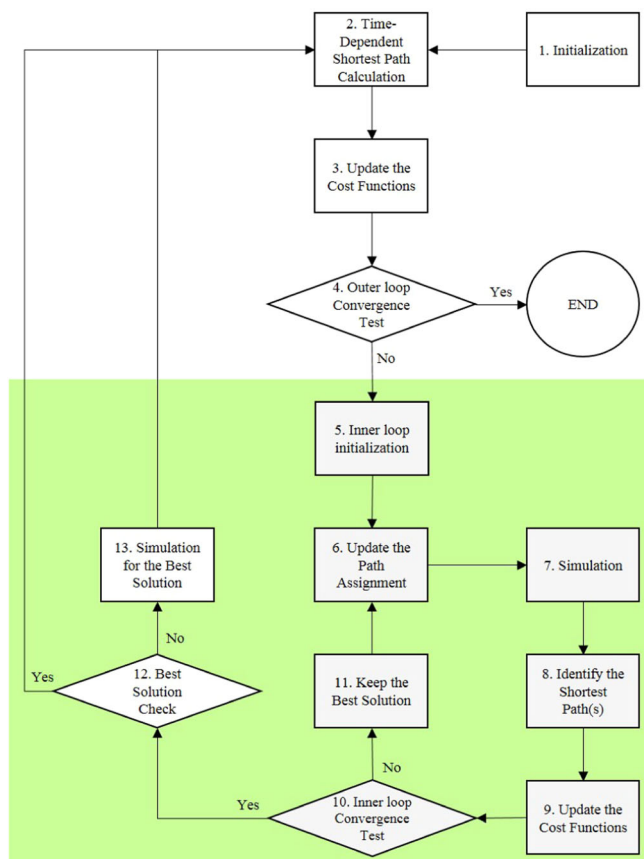 2. Time-
Dependent
Shortest Path
Calculation
1. Initialization
3. Update the
Cost Functions
4. Outer loop
Convergence
Test
Yes
END
No
5. Inner loop
initialization
13. Simulation
for the Best
Solution
6. Update the
Path
Assignment
7. Simulation
No
Yes
12. Best
Solution
Check
11. Keep the
Best Solution
8. Identify the
Shortest
Path(s)
No
Yes
10. Inner loop
Convergence
Test
9. Update the
Cost Functions